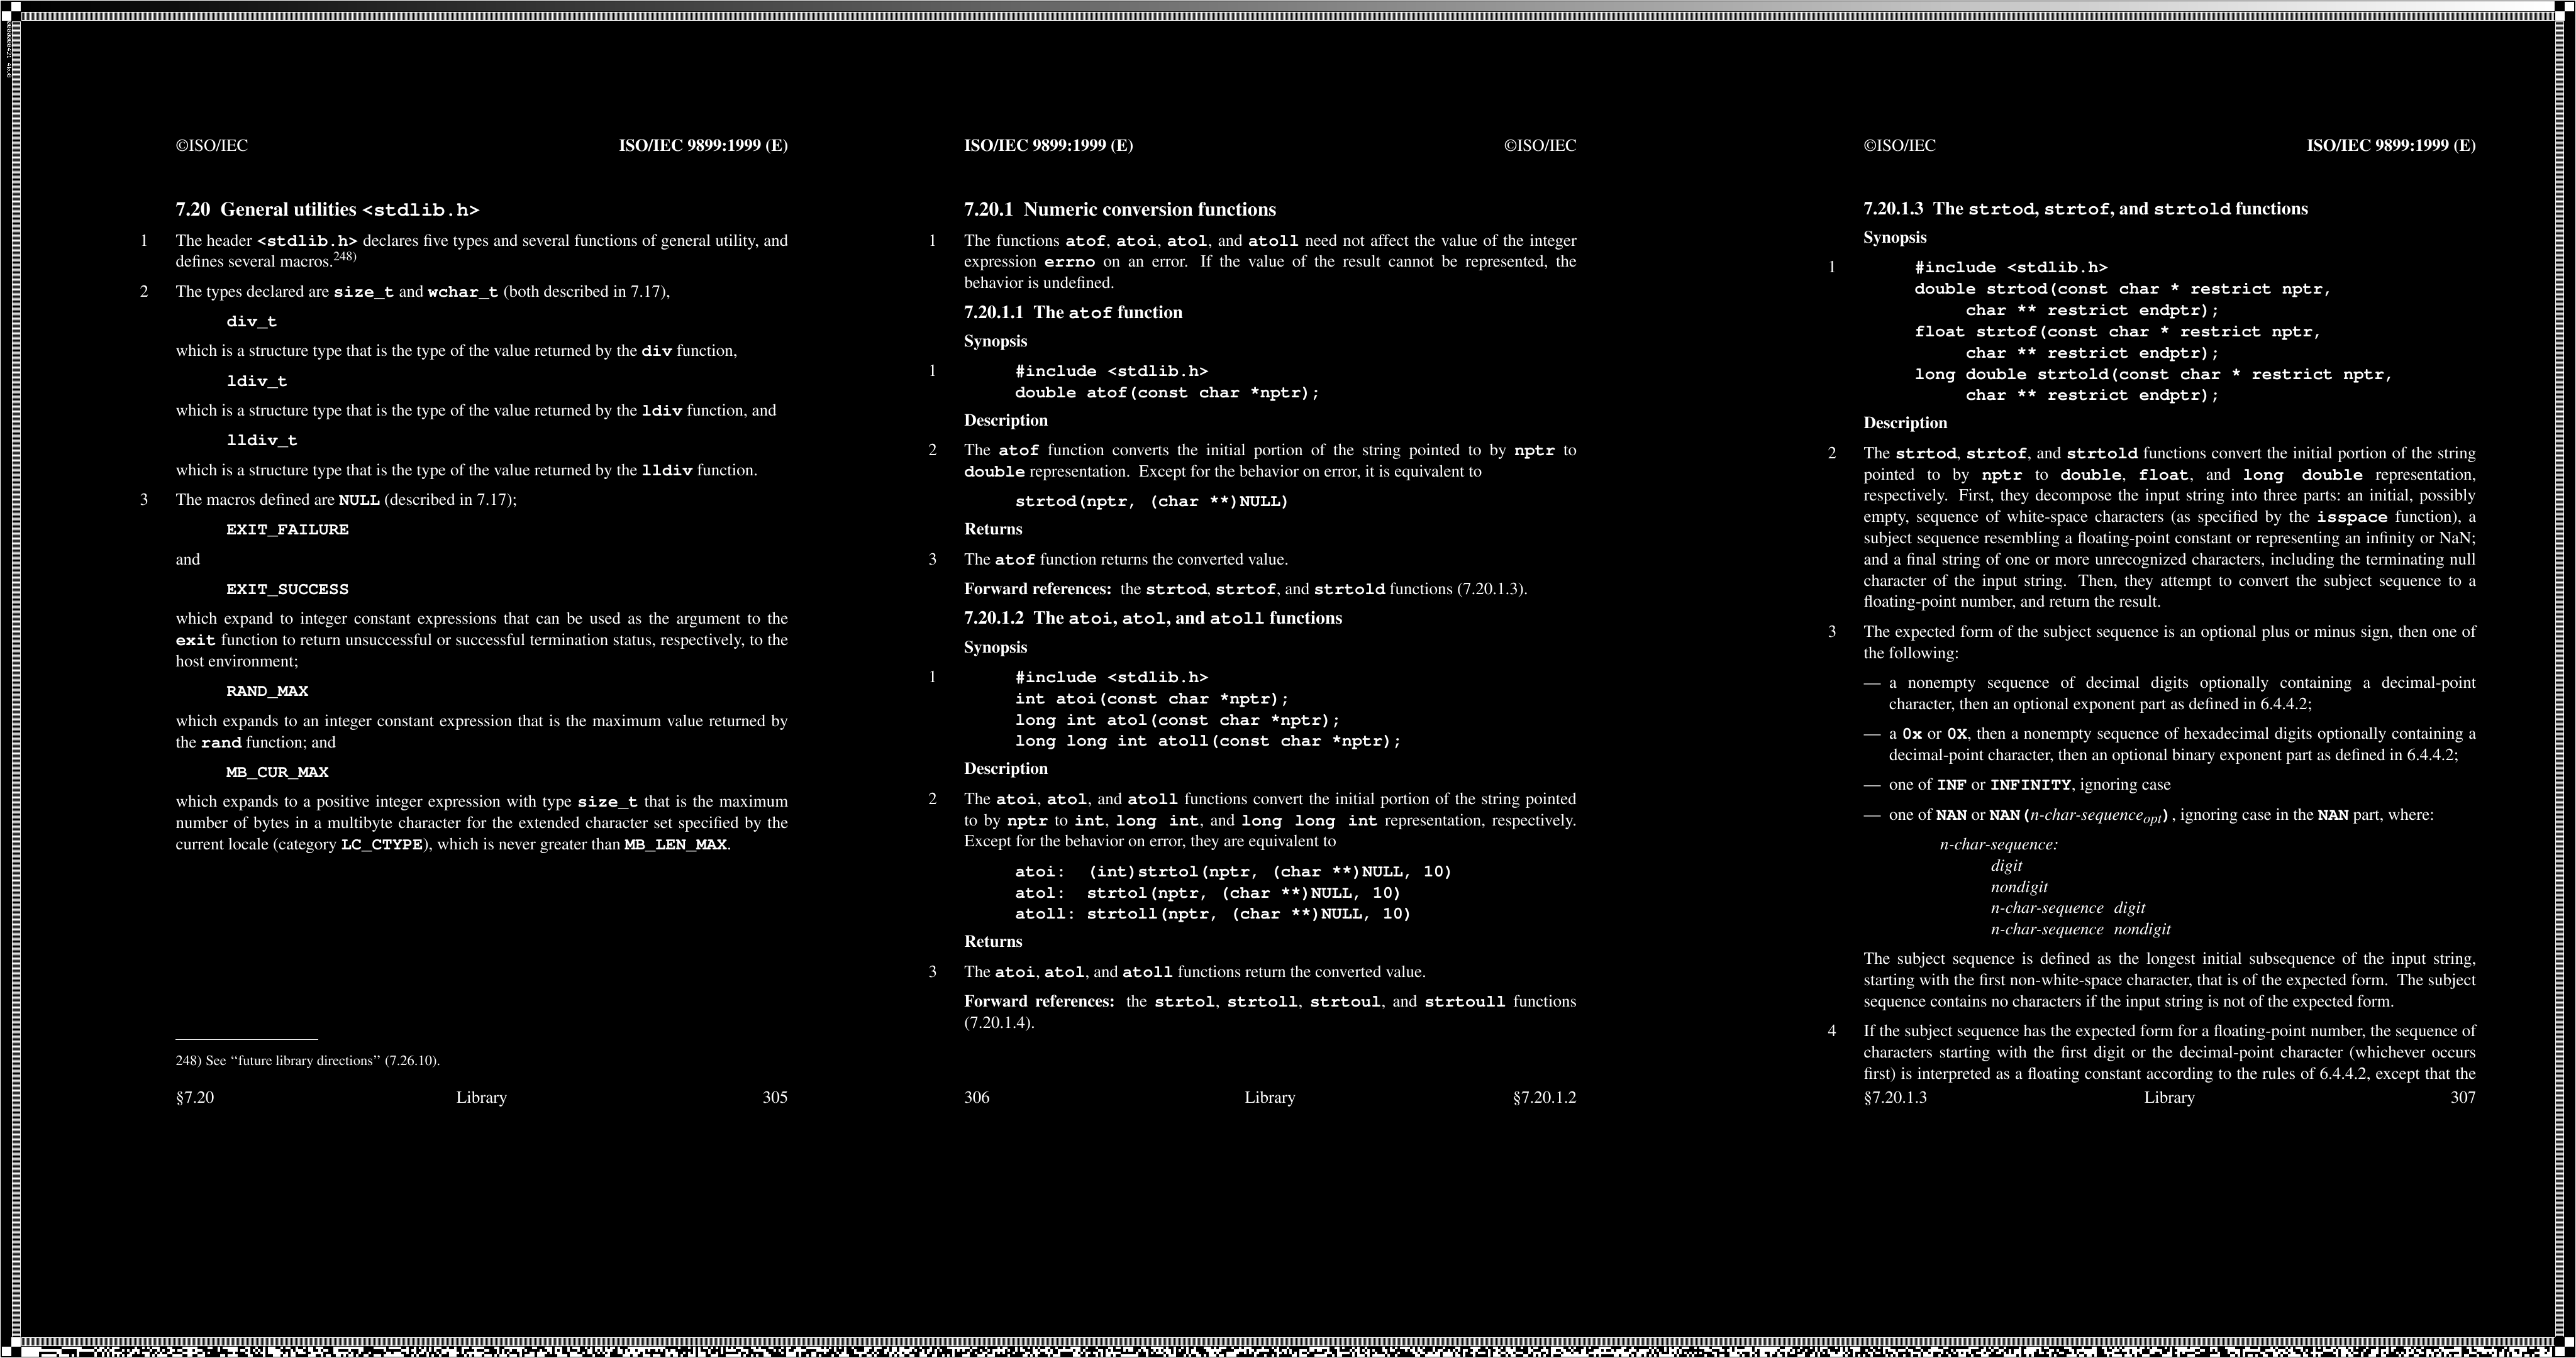 ©ISO/IEC ISO/IEC 9899:1999 (E)
7.20 General utilities <stdlib.h>
1 The header <stdlib.h> declares five types and several functions of general utility, and
defines several macros.248)
2 The types declared are size_t and wchar_t (both described in 7.17),
div_t
which is a structure type that is the type of the value returned by the div function,
ldiv_t
which is a structure type that is the type of the value returned by the ldiv function, and
lldiv_t
which is a structure type that is the type of the value returned by the lldiv function.
3 The macros defined are NULL (described in 7.17);
EXIT_FAILURE
and
EXIT_SUCCESS
which expand to integer constant expressions that can be used as the argument to the
exit function to return unsuccessful or successful termination status, respectively, to the
host environment;
RAND_MAX
which expands to an integer constant expression that is the maximum value returned by
the rand function; and
MB_CUR_MAX
which expands to a positive integer expression with type size_t that is the maximum
number of bytes in a multibyte character for the extended character set specified by the
current locale (category LC_CTYPE), which is never greater than MB_LEN_MAX.
248) See ‘‘future library directions’’ (7.26.10).
§7.20 Library 305
ISO/IEC 9899:1999 (E) ©ISO/IEC
7.20.1 Numeric conversion functions
1 The functions atof, atoi, atol, and atoll need not affect the value of the integer
expression errno on an error. If the value of the result cannot be represented, the
behavior is undefined.
7.20.1.1 The atof function
Synopsis
1 #include <stdlib.h>
double atof(const char *nptr);
Description
2 The atof function converts the initial portion of the string pointed to by nptr to
double representation. Except for the behavior on error, it is equivalent to
strtod(nptr, (char **)NULL)
Returns
3 The atof function returns the converted value.
Forward references: the strtod, strtof, and strtold functions (7.20.1.3).
7.20.1.2 The atoi, atol, and atoll functions
Synopsis
1 #include <stdlib.h>
int atoi(const char *nptr);
long int atol(const char *nptr);
long long int atoll(const char *nptr);
Description
2 The atoi, atol, and atoll functions convert the initial portion of the string pointed
to by nptr to int, long int, and long long int representation, respectively.
Except for the behavior on error, they are equivalent to
atoi: (int)strtol(nptr, (char **)NULL, 10)
atol: strtol(nptr, (char **)NULL, 10)
atoll: strtoll(nptr, (char **)NULL, 10)
Returns
3 The atoi, atol, and atoll functions return the converted value.
Forward references: the strtol, strtoll, strtoul, and strtoull functions
(7.20.1.4).
306 Library §7.20.1.2
©ISO/IEC ISO/IEC 9899:1999 (E)
7.20.1.3 The strtod, strtof, and strtold functions
Synopsis
1 #include <stdlib.h>
double strtod(const char * restrict nptr,
char ** restrict endptr);
float strtof(const char * restrict nptr,
char ** restrict endptr);
long double strtold(const char * restrict nptr,
char ** restrict endptr);
Description
2 The strtod, strtof, and strtold functions convert the initial portion of the string
pointed to by nptr to double, float, and long double representation,
respectively. First, they decompose the input string into three parts: an initial, possibly
empty, sequence of white-space characters (as specified by the isspace function), a
subject sequence resembling a floating-point constant or representing an infinity or NaN;
and a final string of one or more unrecognized characters, including the terminating null
character of the input string. Then, they attempt to convert the subject sequence to a
floating-point number, and return the result.
3 The expected form of the subject sequence is an optional plus or minus sign, then one of
the following:
— a nonempty sequence of decimal digits optionally containing a decimal-point
character, then an optional exponent part as defined in 6.4.4.2;
— a 0x or 0X, then a nonempty sequence of hexadecimal digits optionally containing a
decimal-point character, then an optional binary exponent part as defined in 6.4.4.2;
— one of INF or INFINITY, ignoring case
— one of NAN or NAN(n-char-sequenceopt), ignoring case in the NAN part, where:
n-char-sequence:
digit
nondigit
n-char-sequence digit
n-char-sequence nondigit
The subject sequence is defined as the longest initial subsequence of the input string,
starting with the first non-white-space character, that is of the expected form. The subject
sequence contains no characters if the input string is not of the expected form.
4 If the subject sequence has the expected form for a floating-point number, the sequence of
characters starting with the first digit or the decimal-point character (whichever occurs
first) is interpreted as a floating constant according to the rules of 6.4.4.2, except that the
§7.20.1.3 Library 307